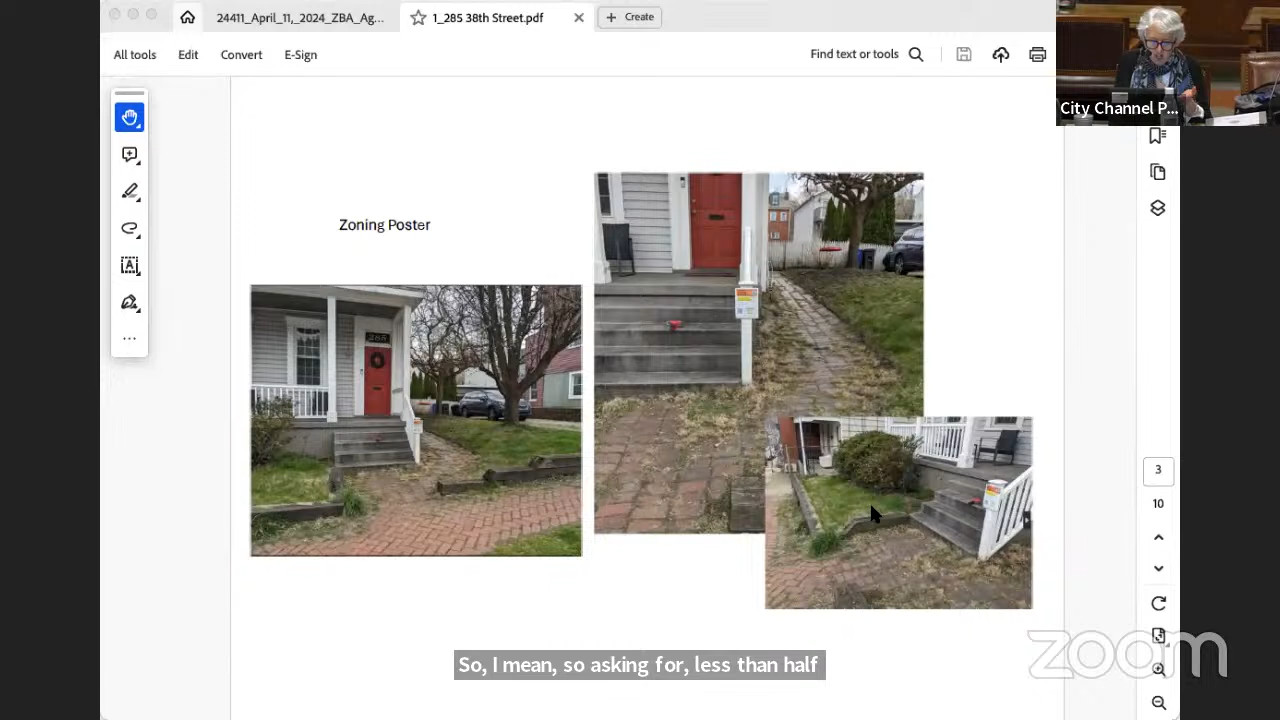 24411_April_11,_2024_ZBA_Ag...
1_285 38th Street.pdf
Create
All tools
Edit
Convert
E-Sign
Find text or tools
City Channel P...
Zoning Poster
285
3
10
So, I mean, so asking for, less than half
zoom